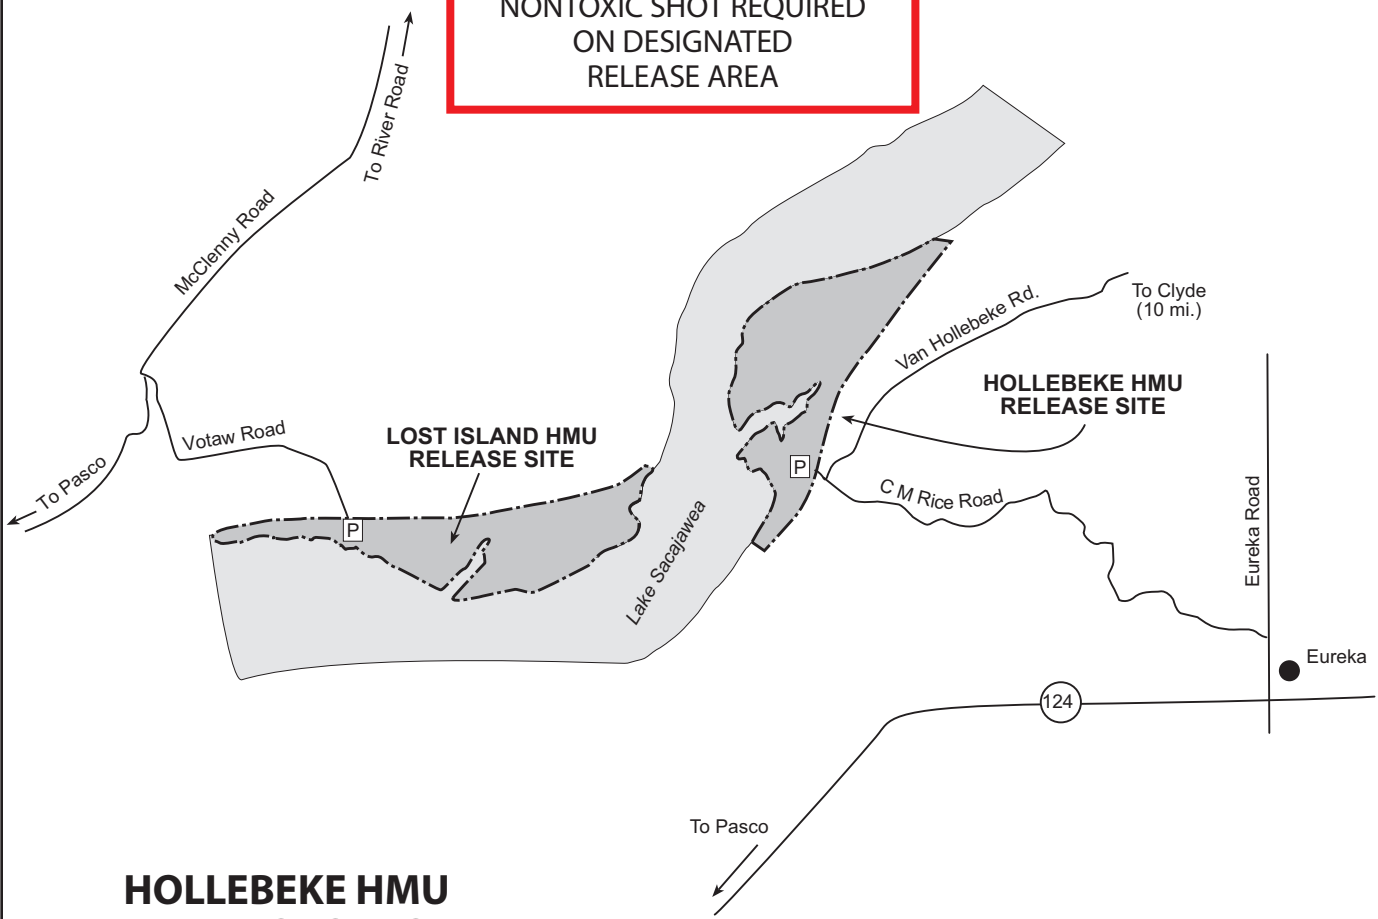 NONTOXIC SHOT REQUIRED
ON DESIGNATED
RELEASE AREA
To River Road
McClenny Road
To Clyde
(10 mi.)
Van Hollebeke Rd.
HOLLEBEKE HMU
RELEASE SITE
Votaw Road
LOST ISLAND HMU
RELEASE SITE
To Pasco
P
C M Rice Road
P
Eureka Road
Lake Sacajawea
Eureka
124
To Pasco
HOLLEBEKE HMU